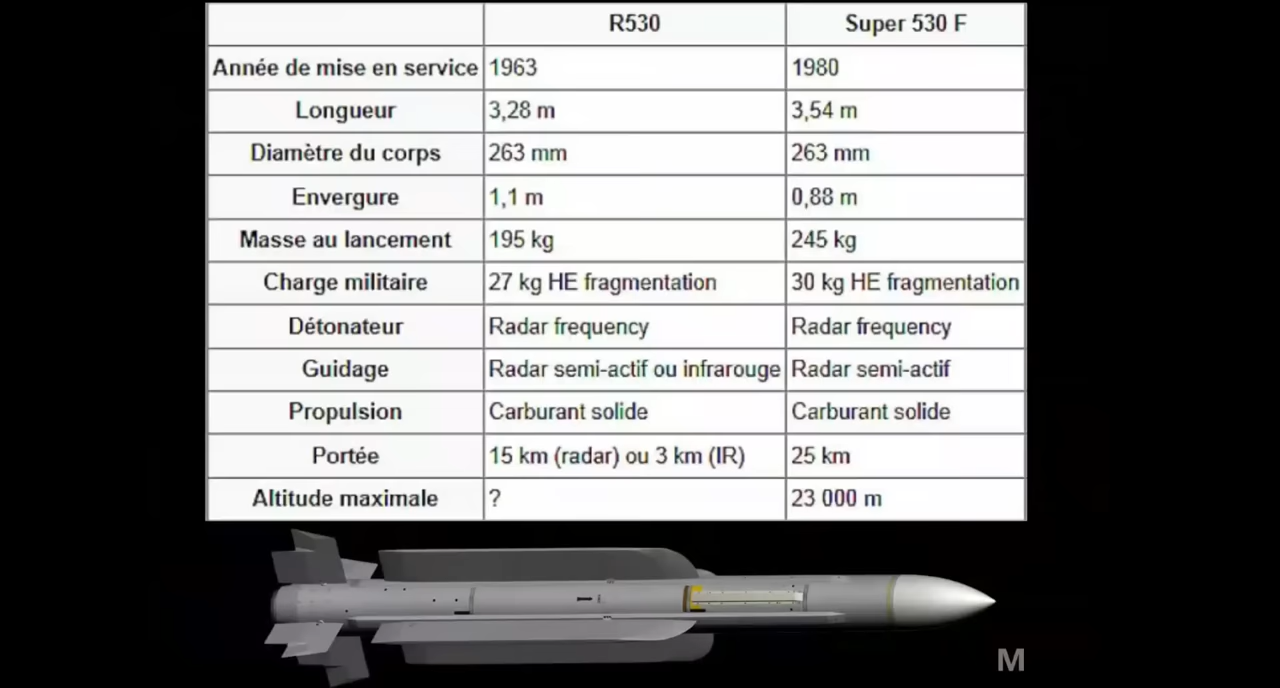 R530 Super 530 F
Année de mise en service 1963 1980
Longueur 3,28 m 3,54 m
Diamètre du corps 263 mm 263 mm
Envergure 1,1 m 0,88 m
Masse au lancement 195 kg 245 kg
Charge militaire 27 kg HE fragmentation 30 kg HE fragmentation
Détonateur Radar frequency Radar frequency
Guidage Radar semi-actif ou infrarouge Radar semi-actif
Propulsion Carburant solide Carburant solide
Portée 15 km (radar) ou 3 km (IR) 25 km
Altitude maximale ? 23 000 m
M